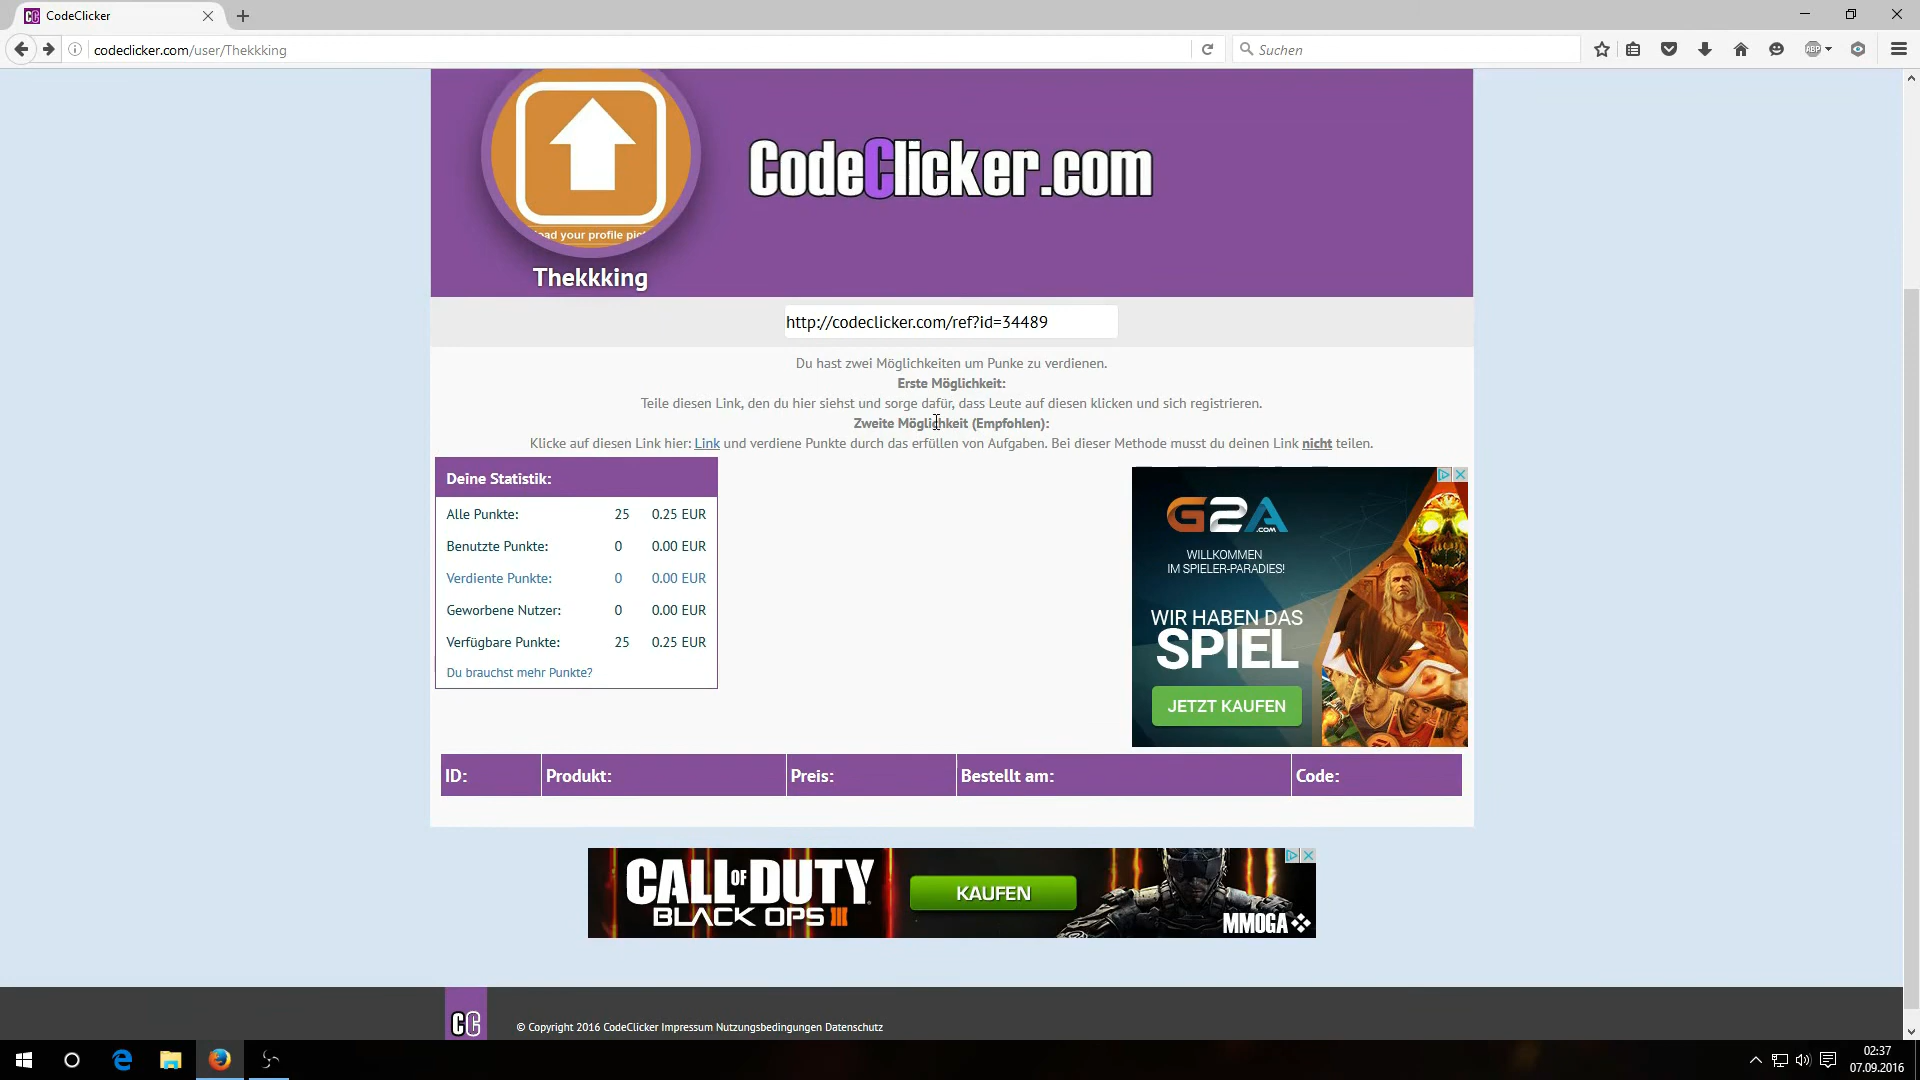 CodeClicker
codeclicker.com/user/Thekkking
Suchen
ABP
oad your profile pic
CodeClicker.com
Thekkking
http://codeclicker.com/ref?id=34489
Du hast zwei Möglichkeiten um Punke zu verdienen.
Erste Möglichkeit:
Teile diesen Link, den du hier siehst und sorge dafür, dass Leute auf diesen klicken und sich registrieren.
Zweite Möglichkeit (Empfohlen):
Klicke auf diesen Link hier: Link und verdiene Punkte durch das erfüllen von Aufgaben. Bei dieser Methode musst du deinen Link nicht teilen.
Deine Statistik:
Alle Punkte: 25 0.25 EUR
Benutzte Punkte: 0 0.00 EUR
Verdiente Punkte: 0 0.00 EUR
Geworbene Nutzer: 0 0.00 EUR
Verfügbare Punkte: 25 0.25 EUR
Du brauchst mehr Punkte?
G2A
.COM
WILLKOMMEN
IM SPIELER-PARADIES!
WIR HABEN DAS
SPIEL
JETZT KAUFEN
ID: Produkt: Preis: Bestellt am: Code:
CALL OF DUTY
BLACK OPS III
KAUFEN
MMOGA
CC
© Copyright 2016 CodeClicker Impressum Nutzungsbedingungen Datenschutz
02:37
07.09.2016